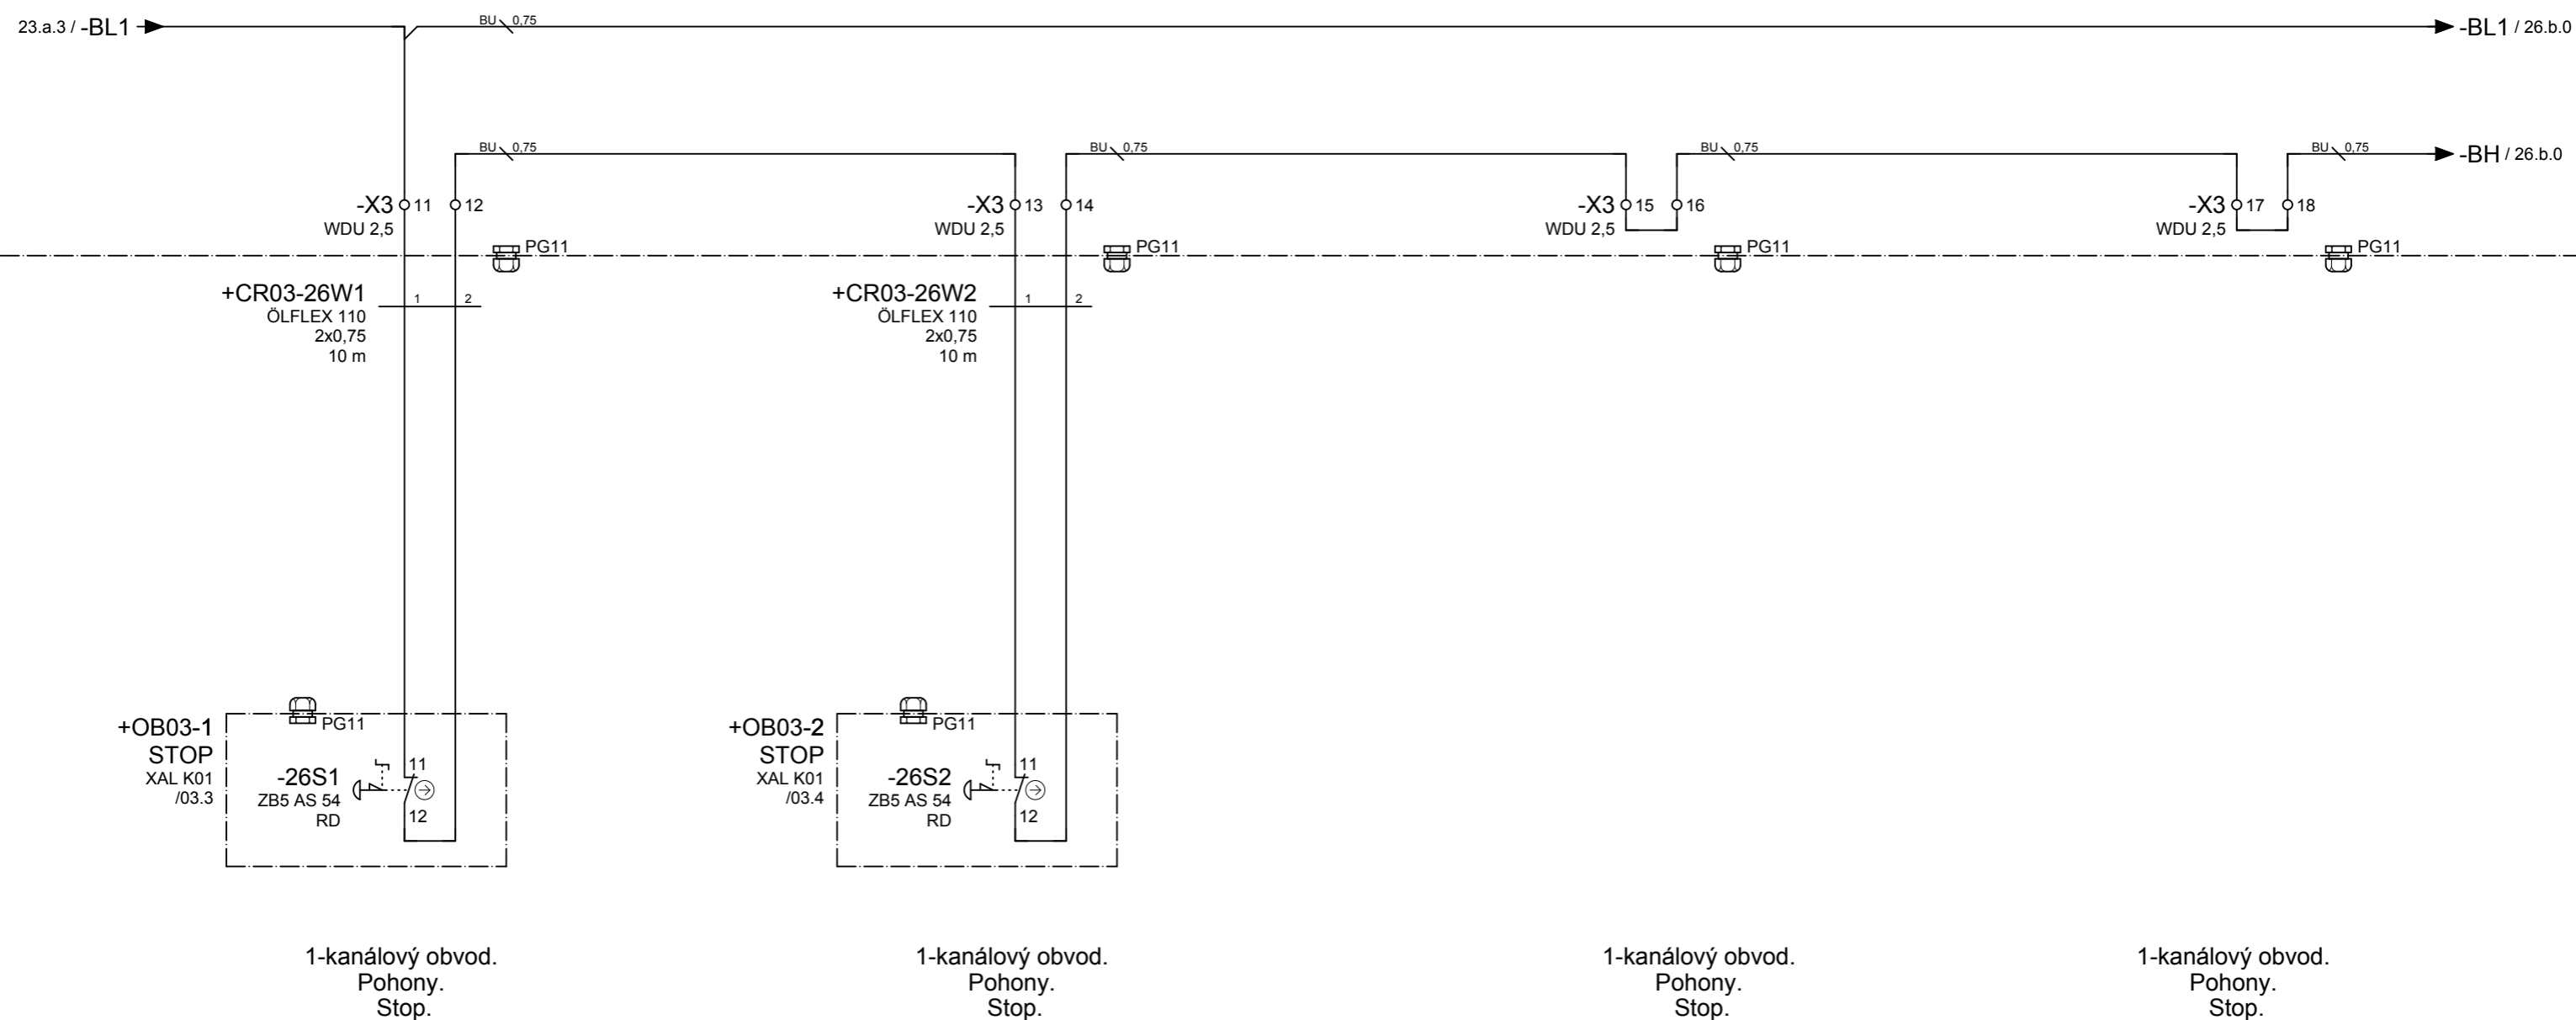 23.a.3 / -BL1
BU 0,75
-BL1 / 26.b.0
BU 0,75
BU 0,75
BU 0,75
BU 0,75
-BH / 26.b.0
-X3 11 12
WDU 2,5
-X3 13 14
WDU 2,5
-X3 15 16
WDU 2,5
-X3 17 18
WDU 2,5
PG11
PG11
PG11
PG11
+CR03-26W1
ÖLFLEX 110
2x0,75
10 m
1 2
+CR03-26W2
ÖLFLEX 110
2x0,75
10 m
1 2
+OB03-1
STOP
XAL K01
/03.3
PG11
-26S1
ZB5 AS 54
RD
11
12
+OB03-2
STOP
XAL K01
/03.4
PG11
-26S2
ZB5 AS 54
RD
11
12
1-kanálový obvod.
Pohony.
Stop.
1-kanálový obvod.
Pohony.
Stop.
1-kanálový obvod.
Pohony.
Stop.
1-kanálový obvod.
Pohony.
Stop.